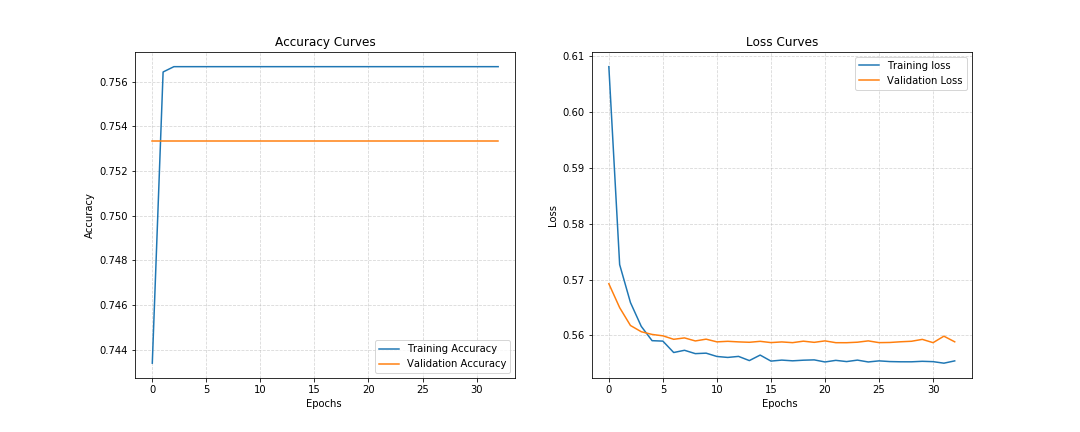 Accuracy Curves
Accuracy
0.756
0.754
0.752
0.750
0.748
0.746
0.744
0
5
10
15
20
25
30
Epochs
Training Accuracy
Validation Accuracy
Loss Curves
Loss
0.61
0.60
0.59
0.58
0.57
0.56
0
5
10
15
20
25
30
Epochs
Training loss
Validation Loss